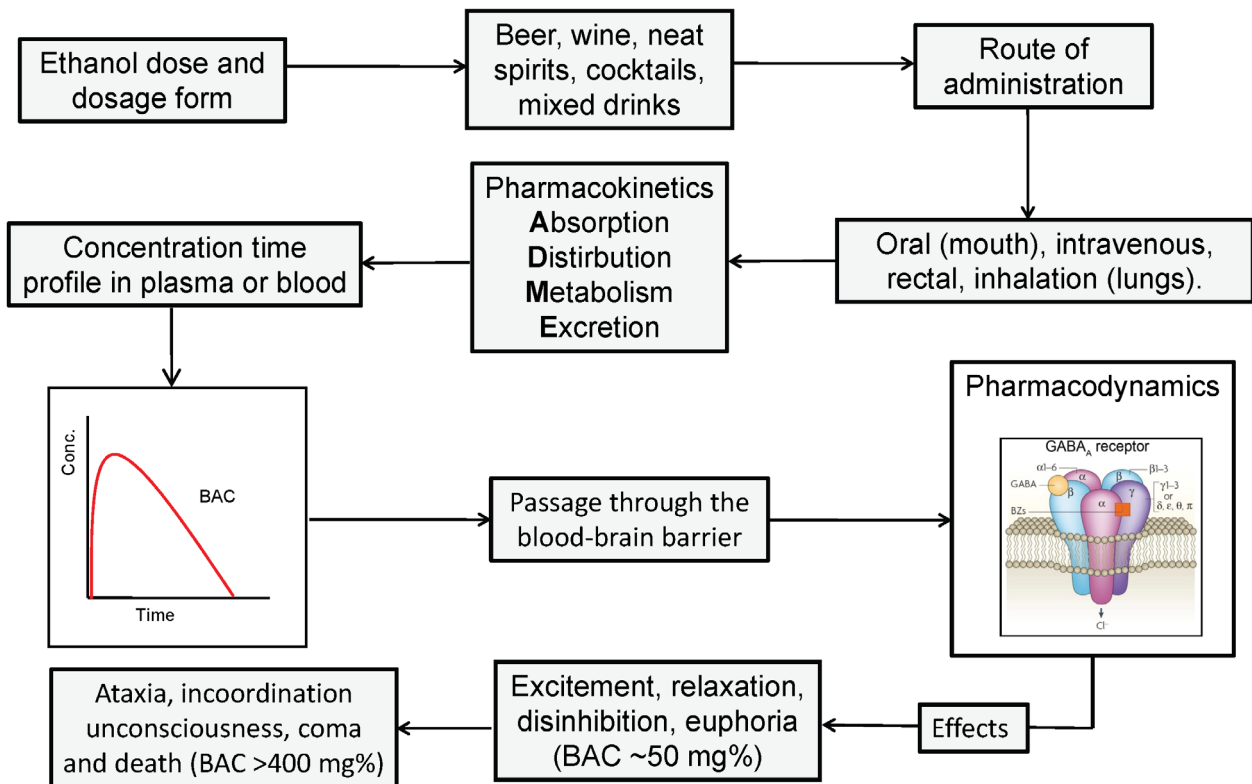 Ethanol dose and
dosage form
Beer, wine, neat
spirits, cocktails,
mixed drinks
Route of
administration
Oral (mouth), intravenous,
rectal, inhalation (lungs).
Pharmacokinetics
Absorption
Distirbution
Metabolism
Excretion
Concentration time
profile in plasma or blood
Conc.
BAC
Time
Passage through the
blood-brain barrier
Pharmacodynamics
GABAA receptor
α1–6
β1–3
α
β
GABA
β
γ
γ1–3
or
δ, ε, θ, π
α
BZs
Cl⁻
Effects
Excitement, relaxation,
disinhibition, euphoria
(BAC ~50 mg%)
Ataxia, incoordination
unconsciousness, coma
and death (BAC >400 mg%)